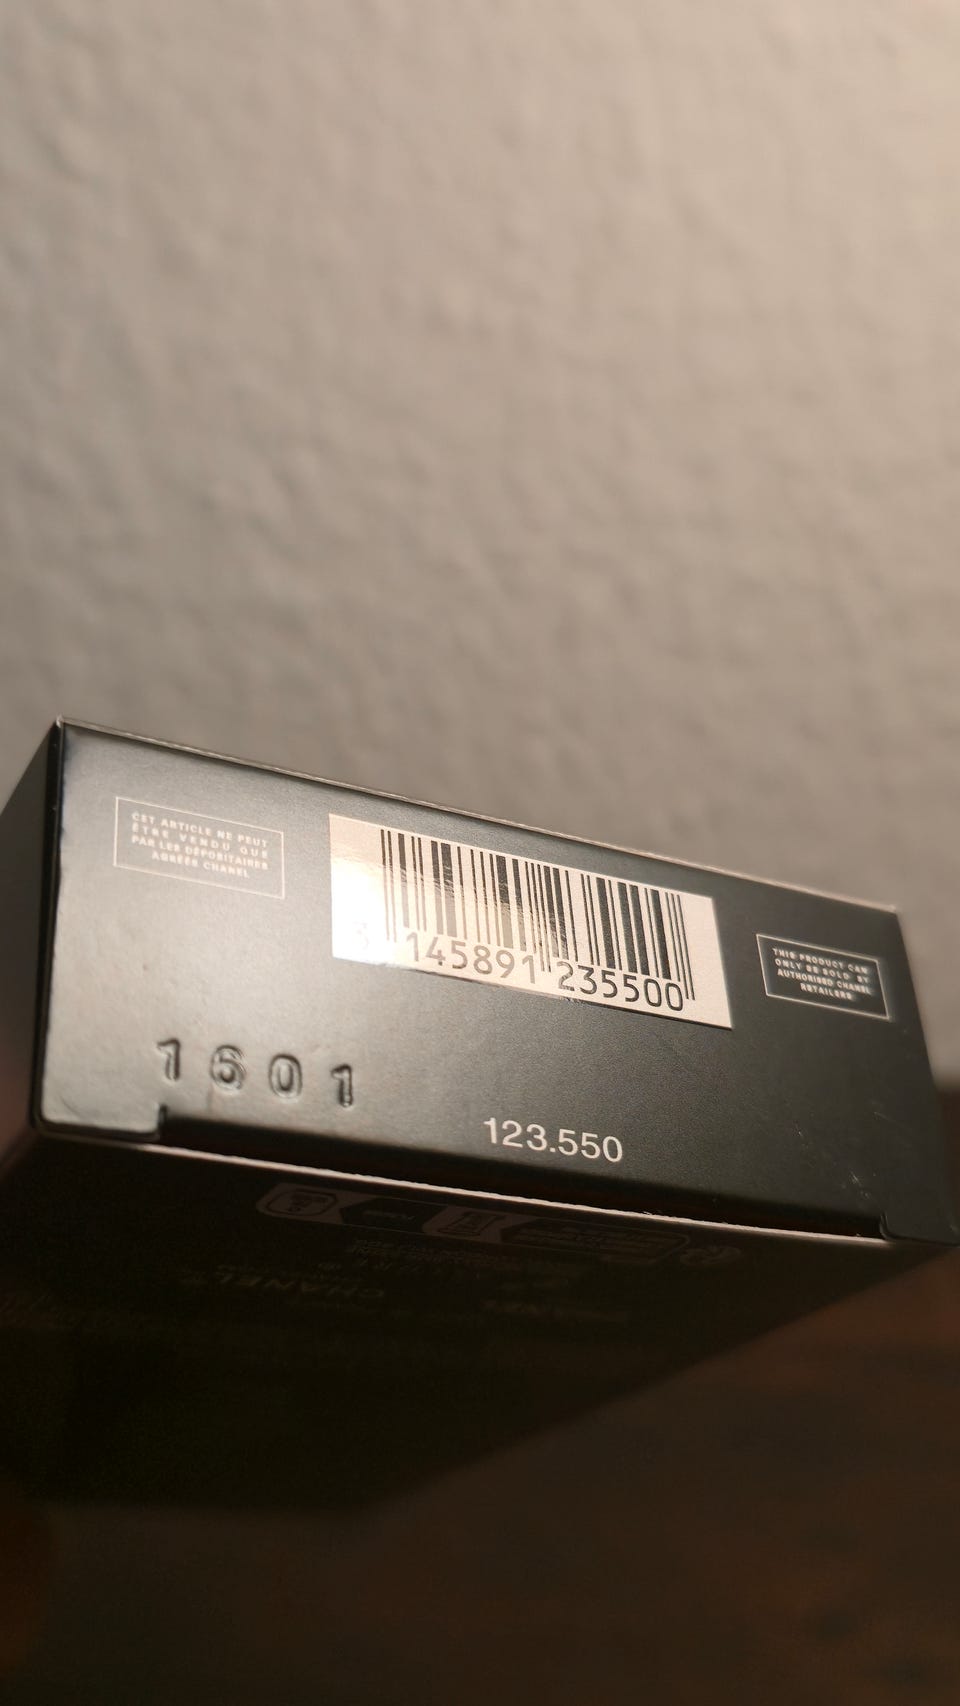 CET ARTICLE NE PEUT
ÊTRE VENDU QUE
PAR LES DÉPOSITAIRES
AGRÉÉS CHANEL
3 145891 235500
THIS PRODUCT CAN
ONLY BE SOLD BY
AUTHORISED CHANEL
RETAILERS
1601
123.550
CHANEL